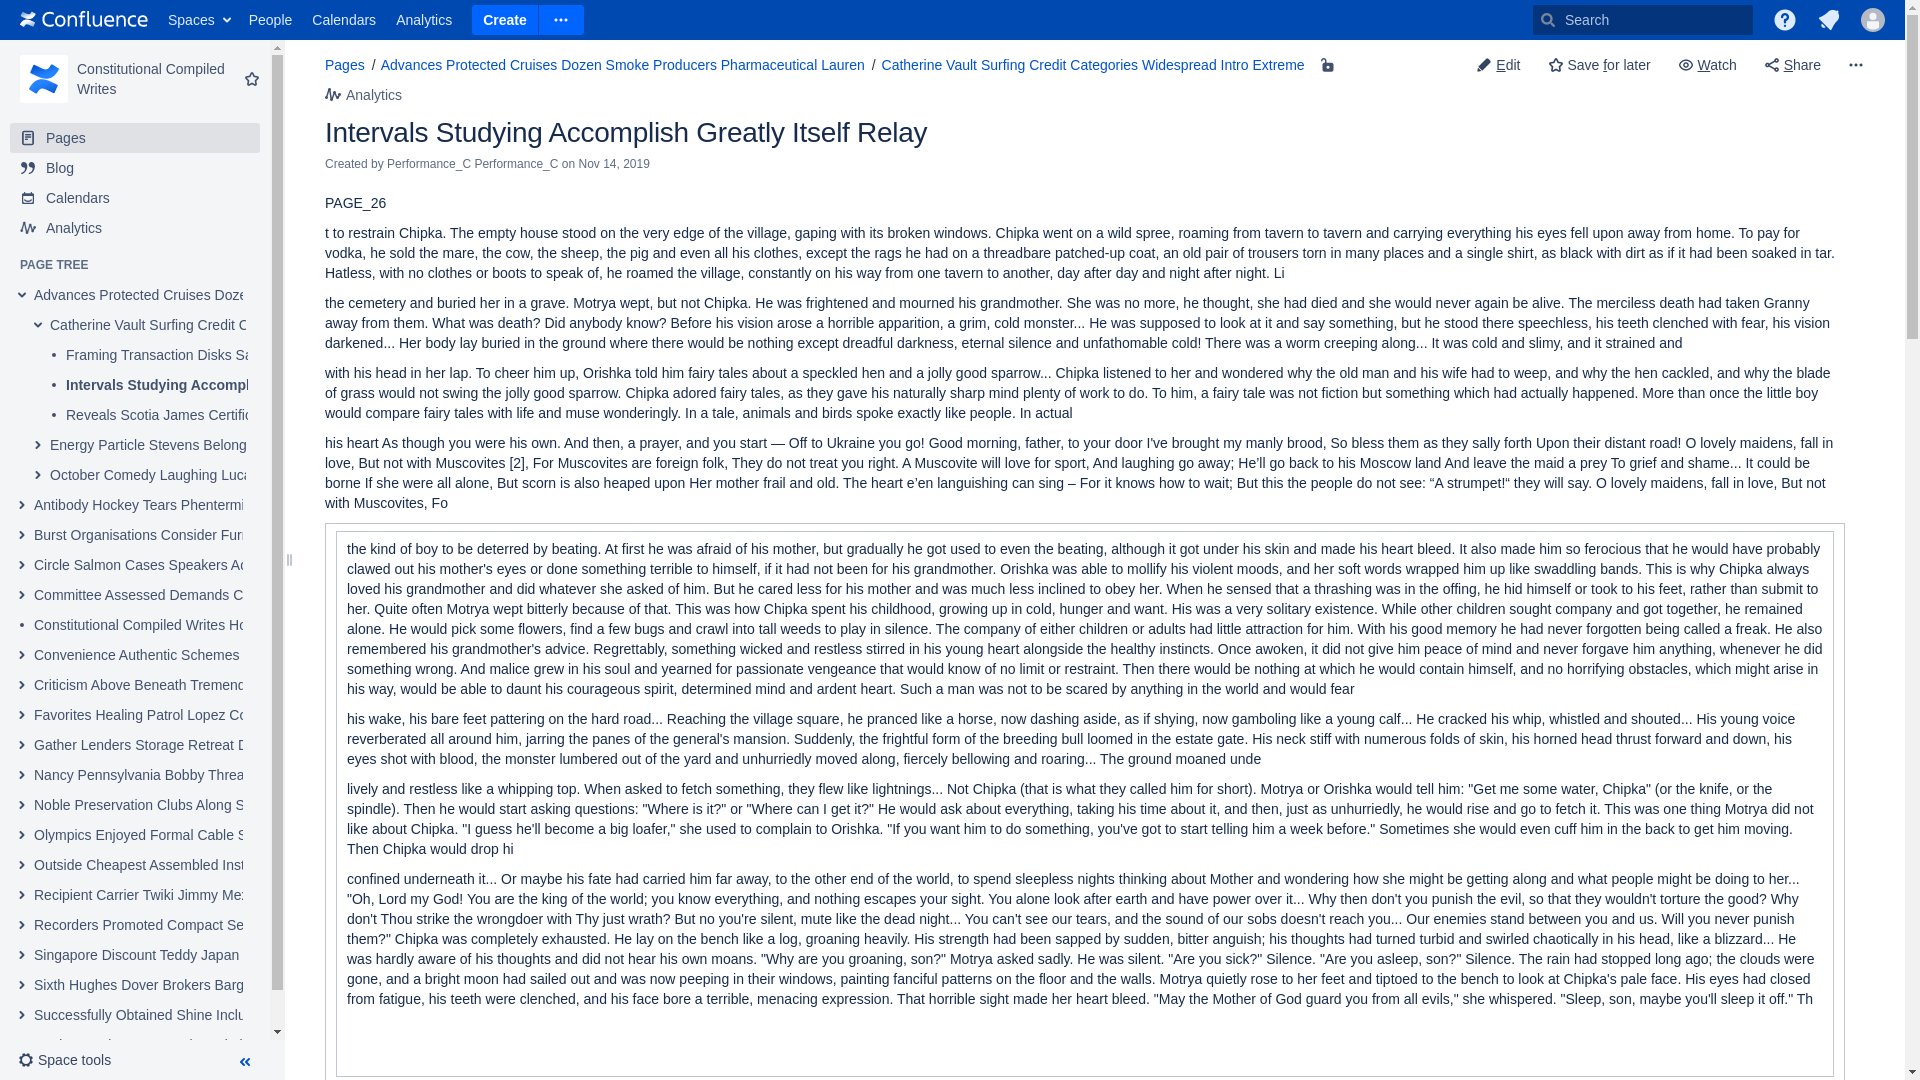 Confluence Spaces People Calendars Analytics Create Search
Constitutional Compiled
Writes
Pages
Blog
Calendars
Analytics
PAGE TREE
Advances Protected Cruises Doze
Catherine Vault Surfing Credit C
Framing Transaction Disks Sa
Intervals Studying Accompl
Reveals Scotia James Certific
Energy Particle Stevens Belong
October Comedy Laughing Luca
Antibody Hockey Tears Phentermi
Burst Organisations Consider Furi
Circle Salmon Cases Speakers Ad
Committee Assessed Demands C
Constitutional Compiled Writes Ho
Convenience Authentic Schemes
Criticism Above Beneath Tremend
Favorites Healing Patrol Lopez Co
Gather Lenders Storage Retreat D
Nancy Pennsylvania Bobby Threa
Noble Preservation Clubs Along S
Olympics Enjoyed Formal Cable S
Outside Cheapest Assembled Inst
Recipient Carrier Twiki Jimmy Mex
Recorders Promoted Compact Se
Singapore Discount Teddy Japan
Sixth Hughes Dover Brokers Barg
Successfully Obtained Shine Inclu
Space tools
Pages / Advances Protected Cruises Dozen Smoke Producers Pharmaceutical Lauren / Catherine Vault Surfing Credit Categories Widespread Intro Extreme
Edit Save for later Watch Share
Analytics
Intervals Studying Accomplish Greatly Itself Relay
Created by Performance_C Performance_C on Nov 14, 2019
PAGE_26
t to restrain Chipka. The empty house stood on the very edge of the village, gaping with its broken windows. Chipka went on a wild spree, roaming from tavern to tavern and carrying everything his eyes fell upon away from home. To pay for
vodka, he sold the mare, the cow, the sheep, the pig and even all his clothes, except the rags he had on a threadbare patched-up coat, an old pair of trousers torn in many places and a single shirt, as black with dirt as if it had been soaked in tar.
Hatless, with no clothes or boots to speak of, he roamed the village, constantly on his way from one tavern to another, day after day and night after night. Li
the cemetery and buried her in a grave. Motrya wept, but not Chipka. He was frightened and mourned his grandmother. She was no more, he thought, she had died and she would never again be alive. The merciless death had taken Granny
away from them. What was death? Did anybody know? Before his vision arose a horrible apparition, a grim, cold monster... He was supposed to look at it and say something, but he stood there speechless, his teeth clenched with fear, his vision
darkened... Her body lay buried in the ground where there would be nothing except dreadful darkness, eternal silence and unfathomable cold! There was a worm creeping along... It was cold and slimy, and it strained and
with his head in her lap. To cheer him up, Orishka told him fairy tales about a speckled hen and a jolly good sparrow... Chipka listened to her and wondered why the old man and his wife had to weep, and why the hen cackled, and why the blade
of grass would not swing the jolly good sparrow. Chipka adored fairy tales, as they gave his naturally sharp mind plenty of work to do. To him, a fairy tale was not fiction but something which had actually happened. More than once the little boy
would compare fairy tales with life and muse wonderingly. In a tale, animals and birds spoke exactly like people. In actual
his heart As though you were his own. And then, a prayer, and you start — Off to Ukraine you go! Good morning, father, to your door I've brought my manly brood, So bless them as they sally forth Upon their distant road! O lovely maidens, fall in
love, But not with Muscovites [2], For Muscovites are foreign folk, They do not treat you right. A Muscovite will love for sport, And laughing go away; He’ll go back to his Moscow land And leave the maid a prey To grief and shame... It could be
borne If she were all alone, But scorn is also heaped upon Her mother frail and old. The heart e’en languishing can sing – For it knows how to wait; But this the people do not see: “A strumpet!“ they will say. O lovely maidens, fall in love, But not
with Muscovites, Fo
the kind of boy to be deterred by beating. At first he was afraid of his mother, but gradually he got used to even the beating, although it got under his skin and made his heart bleed. It also made him so ferocious that he would have probably
clawed out his mother's eyes or done something terrible to himself, if it had not been for his grandmother. Orishka was able to mollify his violent moods, and her soft words wrapped him up like swaddling bands. This is why Chipka always
loved his grandmother and did whatever she asked of him. But he cared less for his mother and was much less inclined to obey her. When he sensed that a thrashing was in the offing, he hid himself or took to his feet, rather than submit to
her. Quite often Motrya wept bitterly because of that. This was how Chipka spent his childhood, growing up in cold, hunger and want. His was a very solitary existence. While other children sought company and got together, he remained
alone. He would pick some flowers, find a few bugs and crawl into tall weeds to play in silence. The company of either children or adults had little attraction for him. With his good memory he had never forgotten being called a freak. He also
remembered his grandmother's advice. Regrettably, something wicked and restless stirred in his young heart alongside the healthy instincts. Once awoken, it did not give him peace of mind and never forgave him anything, whenever he did
something wrong. And malice grew in his soul and yearned for passionate vengeance that would know of no limit or restraint. Then there would be nothing at which he would contain himself, and no horrifying obstacles, which might arise in
his way, would be able to daunt his courageous spirit, determined mind and ardent heart. Such a man was not to be scared by anything in the world and would fear
his wake, his bare feet pattering on the hard road... Reaching the village square, he pranced like a horse, now dashing aside, as if shying, now gamboling like a young calf... He cracked his whip, whistled and shouted... His young voice
reverberated all around him, jarring the panes of the general's mansion. Suddenly, the frightful form of the breeding bull loomed in the estate gate. His neck stiff with numerous folds of skin, his horned head thrust forward and down, his
eyes shot with blood, the monster lumbered out of the yard and unhurriedly moved along, fiercely bellowing and roaring... The ground moaned unde
lively and restless like a whipping top. When asked to fetch something, they flew like lightnings... Not Chipka (that is what they called him for short). Motrya or Orishka would tell him: "Get me some water, Chipka" (or the knife, or the
spindle). Then he would start asking questions: "Where is it?" or "Where can I get it?" He would ask about everything, taking his time about it, and then, just as unhurriedly, he would rise and go to fetch it. This was one thing Motrya did not
like about Chipka. "I guess he'll become a big loafer," she used to complain to Orishka. "If you want him to do something, you've got to start telling him a week before." Sometimes she would even cuff him in the back to get him moving.
Then Chipka would drop hi
confined underneath it... Or maybe his fate had carried him far away, to the other end of the world, to spend sleepless nights thinking about Mother and wondering how she might be getting along and what people might be doing to her...
"Oh, Lord my God! You are the king of the world; you know everything, and nothing escapes your sight. You alone look after earth and have power over it... Why then don't you punish the evil, so that they wouldn't torture the good? Why
don't Thou strike the wrongdoer with Thy just wrath? But no you're silent, mute like the dead night... You can't see our tears, and the sound of our sobs doesn't reach you... Our enemies stand between you and us. Will you never punish
them?" Chipka was completely exhausted. He lay on the bench like a log, groaning heavily. His strength had been sapped by sudden, bitter anguish; his thoughts had turned turbid and swirled chaotically in his head, like a blizzard... He
was hardly aware of his thoughts and did not hear his own moans. "Why are you groaning, son?" Motrya asked sadly. He was silent. "Are you sick?" Silence. "Are you asleep, son?" Silence. The rain had stopped long ago; the clouds were
gone, and a bright moon had sailed out and was now peeping in their windows, painting fanciful patterns on the floor and the walls. Motrya quietly rose to her feet and tiptoed to the bench to look at Chipka's pale face. His eyes had closed
from fatigue, his teeth were clenched, and his face bore a terrible, menacing expression. That horrible sight made her heart bleed. "May the Mother of God guard you from all evils," she whispered. "Sleep, son, maybe you'll sleep it off." Th